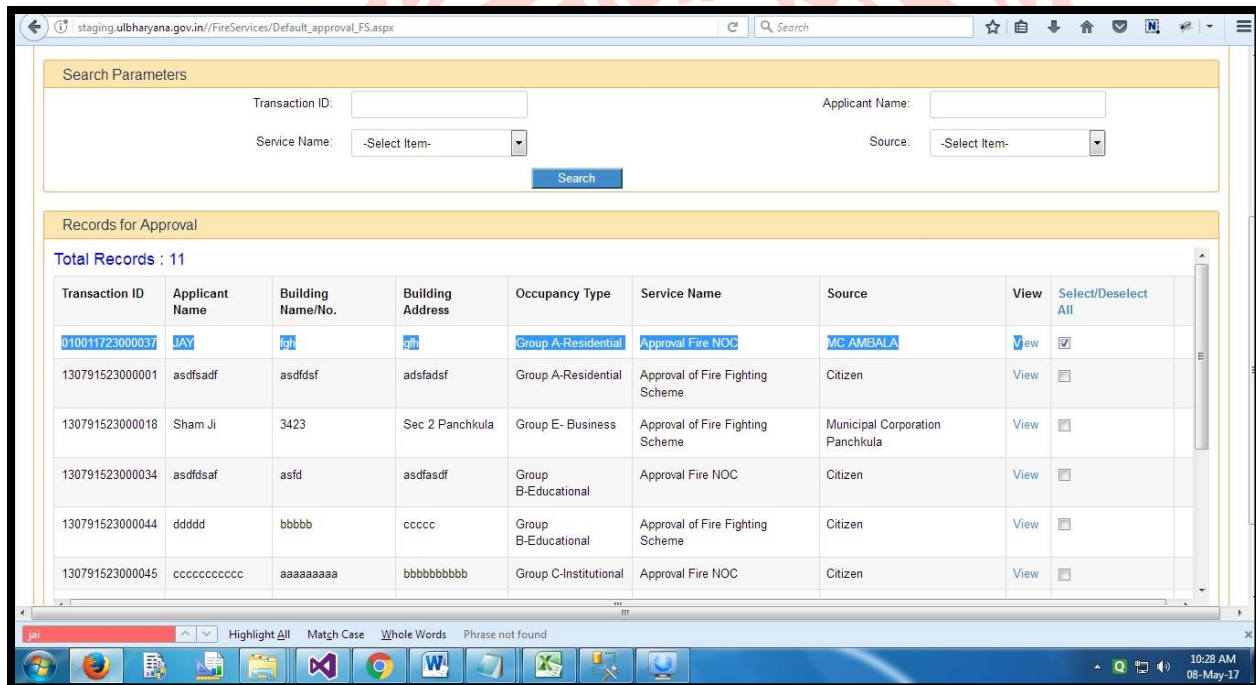 staging.ulbharyana.gov.in//FireServices/Default_approval_FS.aspx
Search
Search Parameters
Transaction ID:
Applicant Name:
Service Name:
-Select Item-
Source:
-Select Item-
Search
Records for Approval
Total Records : 11
Transaction ID Applicant Name Building Name/No. Building Address Occupancy Type Service Name Source View Select/Deselect All
010011723000037 JAY fgh gfh Group A-Residential Approval Fire NOC MC AMBALA View
130791523000001 asdfsadf asdfdsf adsfadsf Group A-Residential Approval of Fire Fighting Scheme Citizen View
130791523000018 Sham Ji 3423 Sec 2 Panchkula Group E- Business Approval of Fire Fighting Scheme Municipal Corporation Panchkula View
130791523000034 asdfdsaf asfd asdfasdf Group B-Educational Approval Fire NOC Citizen View
130791523000044 ddddd bbbbb ccccc Group B-Educational Approval of Fire Fighting Scheme Citizen View
130791523000045 ccccccccccc aaaaaaaaa bbbbbbbbbb Group C-Institutional Approval Fire NOC Citizen View
jai Highlight All Match Case Whole Words Phrase not found
10:28 AM
08-May-17